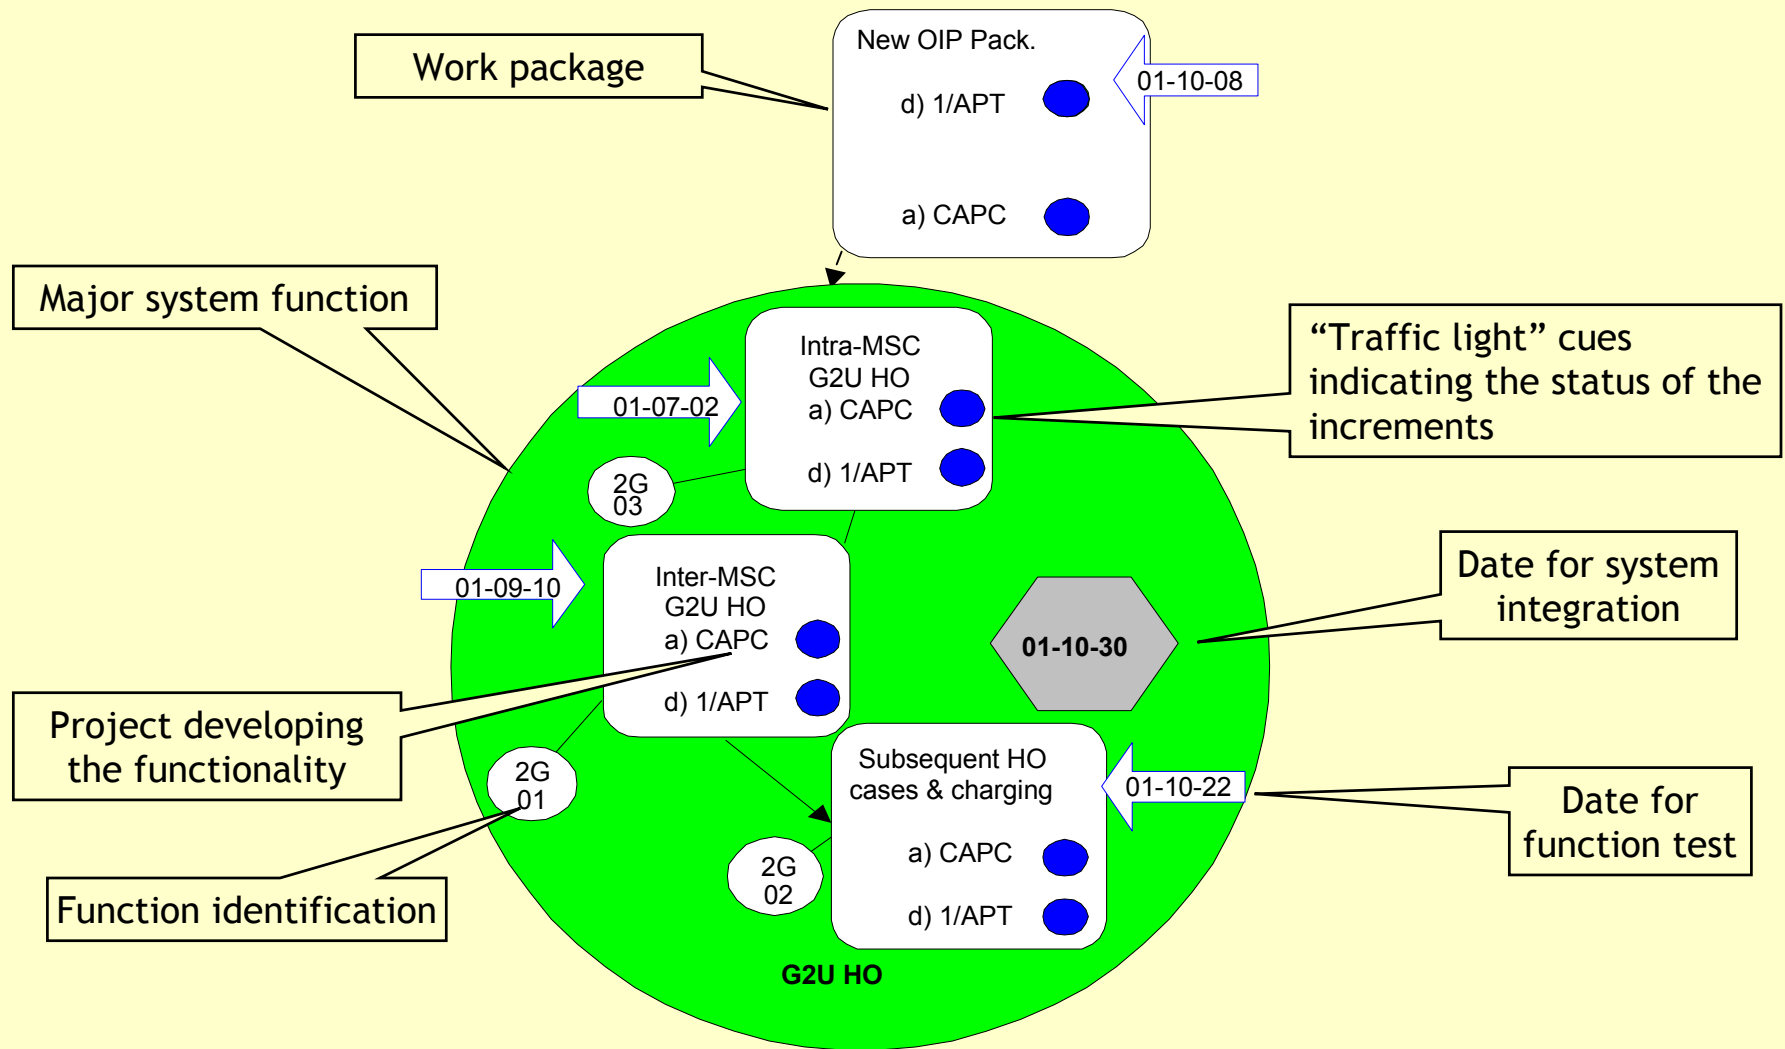 New OIP Pack.
Work package
01-10-08
d) 1/APT
a) CAPC
Major system function
Intra-MSC
G2U HO
a) CAPC
d) 1/APT
01-07-02
“Traffic light” cues
indicating the status of the
increments
2G
03
01-09-10
Inter-MSC
G2U HO
a) CAPC
d) 1/APT
Date for system
integration
01-10-30
Project developing
the functionality
2G
01
Subsequent HO
cases & charging
a) CAPC
d) 1/APT
01-10-22
Date for
function test
2G
02
Function identification
G2U HO